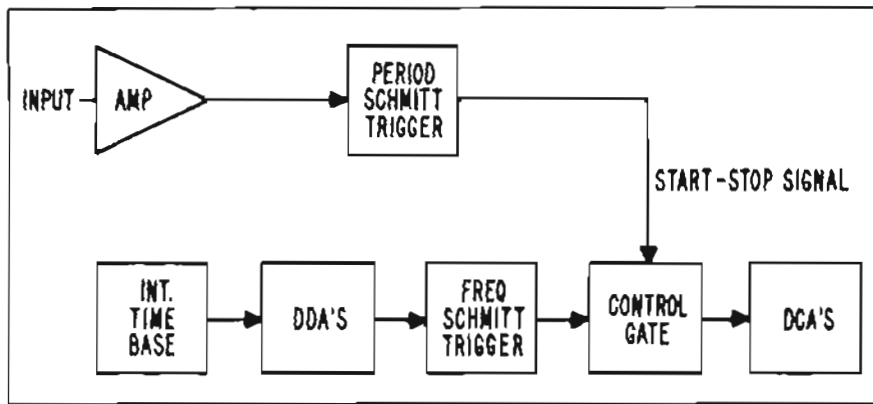 INPUT
AMP
PERIOD
SCHMITT
TRIGGER
START-STOP SIGNAL
INT.
TIME
BASE
DDA'S
FREQ
SCHMITT
TRIGGER
CONTROL
GATE
DCA'S